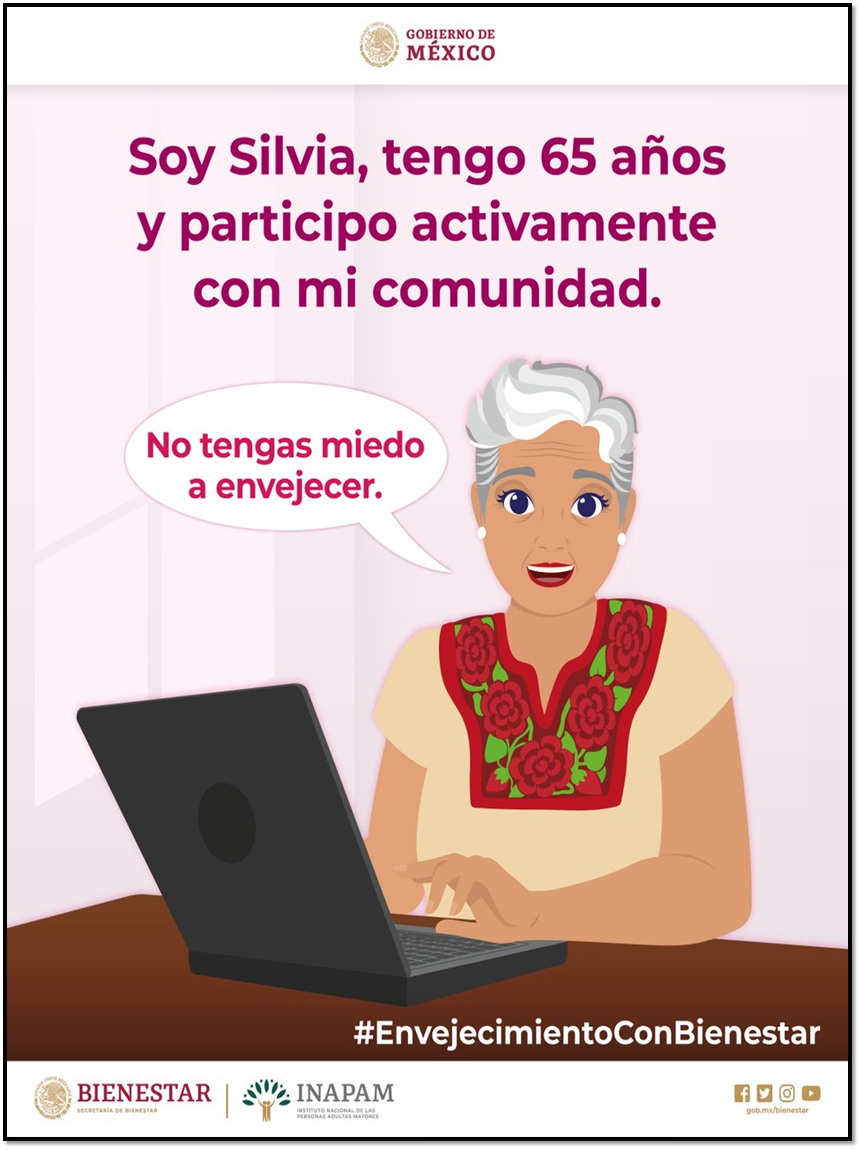 GOBIERNO DE
MÉXICO
Soy Silvia, tengo 65 años
y participo activamente
con mi comunidad.
No tengas miedo
a envejecer.
#EnvejecimientoConBienestar
BIENESTAR
SECRETARÍA DE BIENESTAR
INAPAM
INSTITUTO NACIONAL DE LAS
PERSONAS ADULTAS MAYORES
gob.mx/bienestar